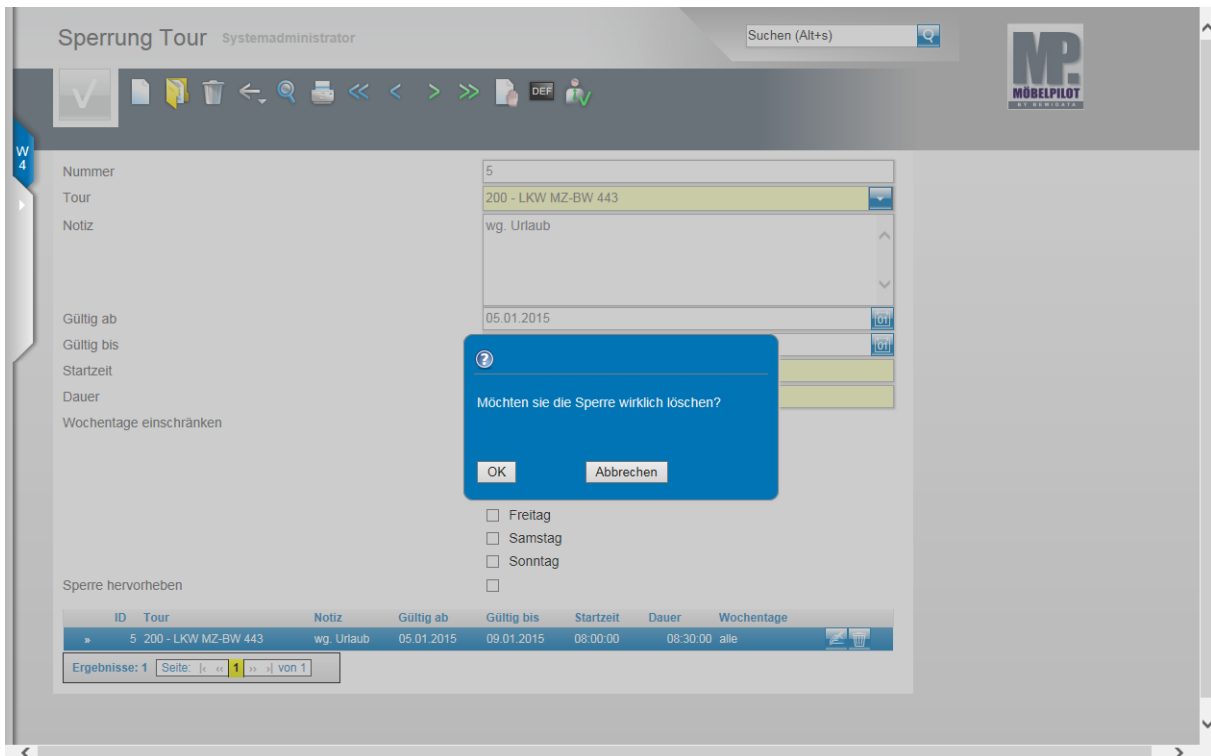 Sperrung Tour Systemadministrator
Suchen (Alt+s)
MP.
MÖBELPILOT
BY BEMIDATA
DEF
W
4
Nummer 5
Tour 200 - LKW MZ-BW 443
Notiz wg. Urlaub
Gültig ab 05.01.2015
Gültig bis
Startzeit
Dauer
Möchten sie die Sperre wirklich löschen?
Wochentage einschränken
OK Abbrechen
Freitag
Samstag
Sonntag
Sperre hervorheben
ID Tour Notiz Gültig ab Gültig bis Startzeit Dauer Wochentage
» 5 200 - LKW MZ-BW 443 wg. Urlaub 05.01.2015 09.01.2015 08:00:00 08:30:00 alle
Ergebnisse: 1 Seite: |‹ ‹‹ 1 ›› ›| von 1